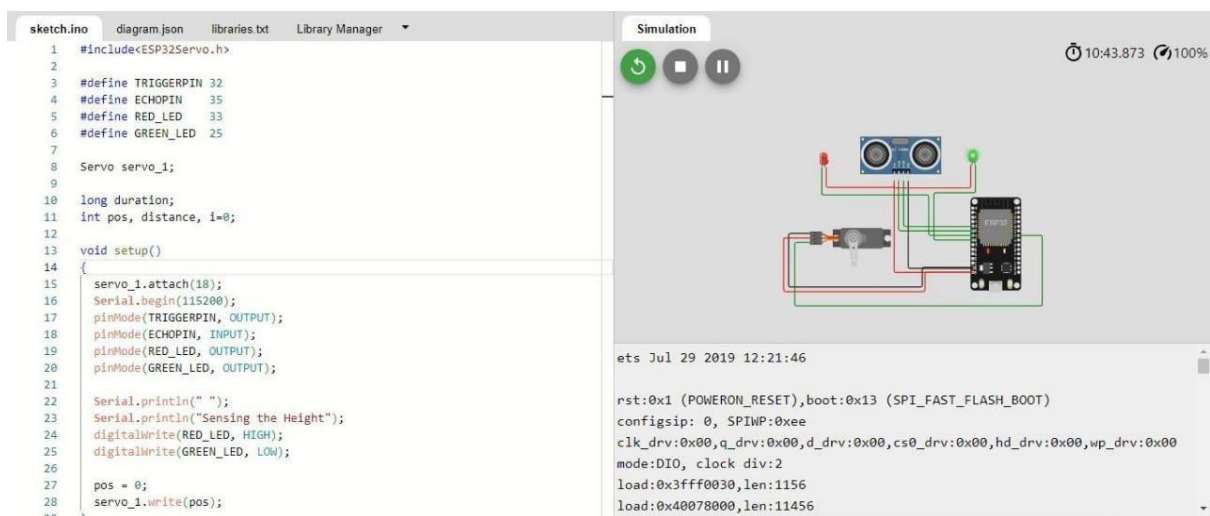 sketch.ino diagram.json libraries.txt Library Manager
1 #include<ESP32Servo.h>
2
3 #define TRIGGERPIN 32
4 #define ECHOPIN 35
5 #define RED_LED 33
6 #define GREEN_LED 25
7
8 Servo servo_1;
9
10 long duration;
11 int pos, distance, i=0;
12
13 void setup()
14 {
15 servo_1.attach(18);
16 Serial.begin(115200);
17 pinMode(TRIGGERPIN, OUTPUT);
18 pinMode(ECHOPIN, INPUT);
19 pinMode(RED_LED, OUTPUT);
20 pinMode(GREEN_LED, OUTPUT);
21
22 Serial.println(" ");
23 Serial.println("Sensing the Height");
24 digitalWrite(RED_LED, HIGH);
25 digitalWrite(GREEN_LED, LOW);
26
27 pos = 0;
28 servo_1.write(pos);
Simulation
10:43.873 100%
ESP32
ets Jul 29 2019 12:21:46
rst:0x1 (POWERON_RESET),boot:0x13 (SPI_FAST_FLASH_BOOT)
configsip: 0, SPIWP:0xee
clk_drv:0x00,q_drv:0x00,d_drv:0x00,cs0_drv:0x00,hd_drv:0x00,wp_drv:0x00
mode:DIO, clock div:2
load:0x3fff0030,len:1156
load:0x40078000,len:11456